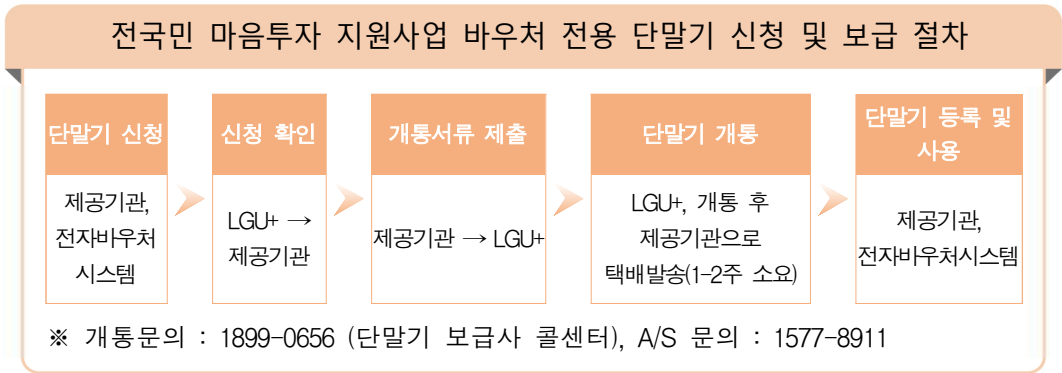 전국민 마음투자 지원사업 바우처 전용 단말기 신청 및 보급 절차
단말기 신청
제공기관,
전자바우처
시스템
신청 확인
LGU+ →
제공기관
개통서류 제출
제공기관 → LGU+
단말기 개통
LGU+, 개통 후
제공기관으로
택배발송(1-2주 소요)
단말기 등록 및
사용
제공기관,
전자바우처시스템
※ 개통문의 : 1899-0656 (단말기 보급사 콜센터), A/S 문의 : 1577-8911